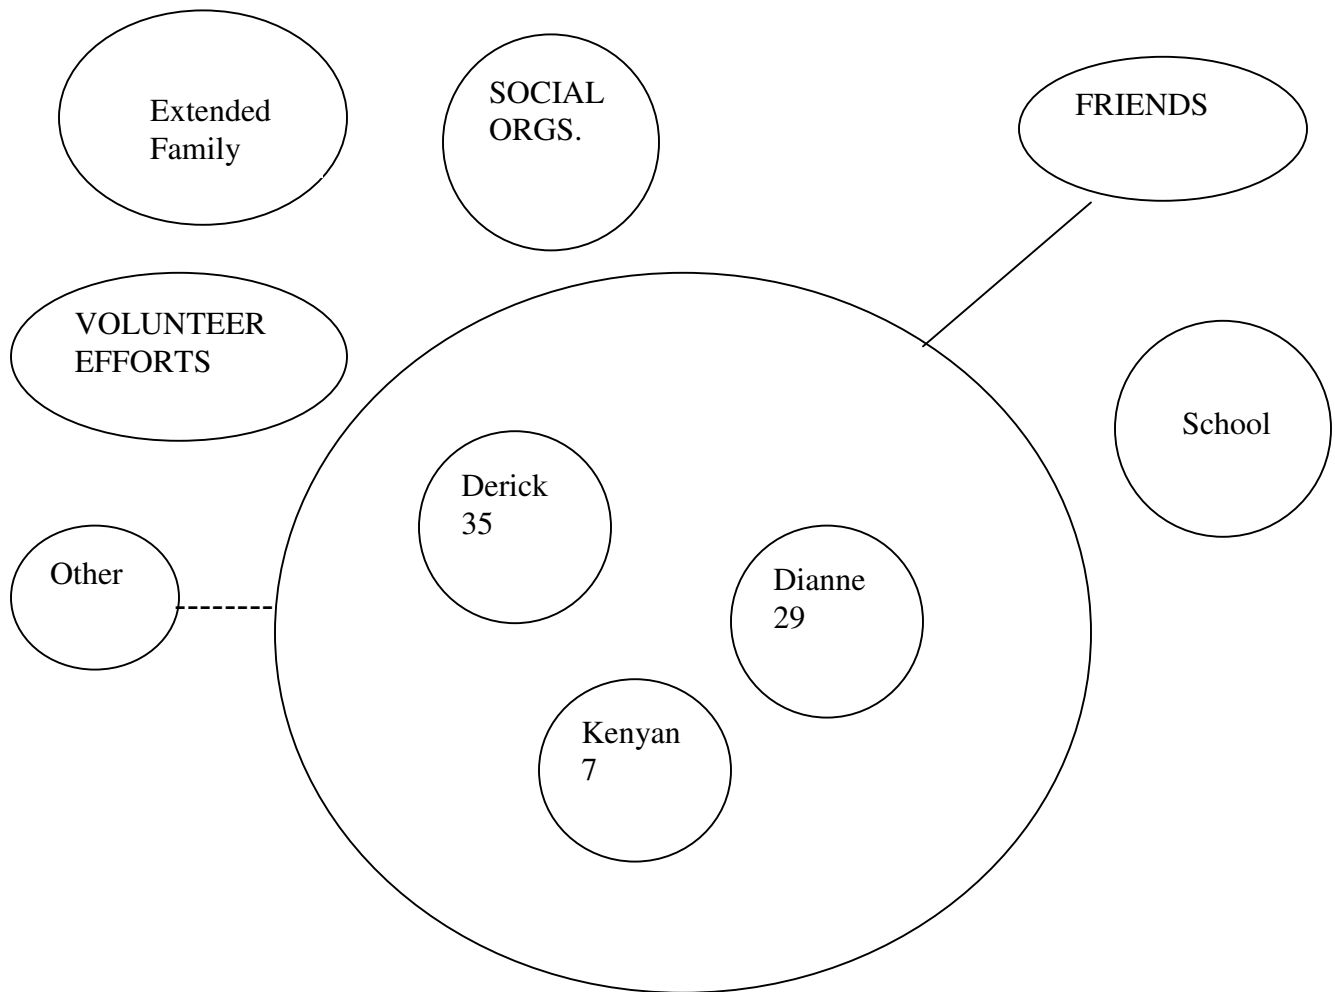 Extended
Family
SOCIAL
ORGS.
FRIENDS
VOLUNTEER
EFFORTS
School
Derick
35
Other
Dianne
29
Kenyan
7